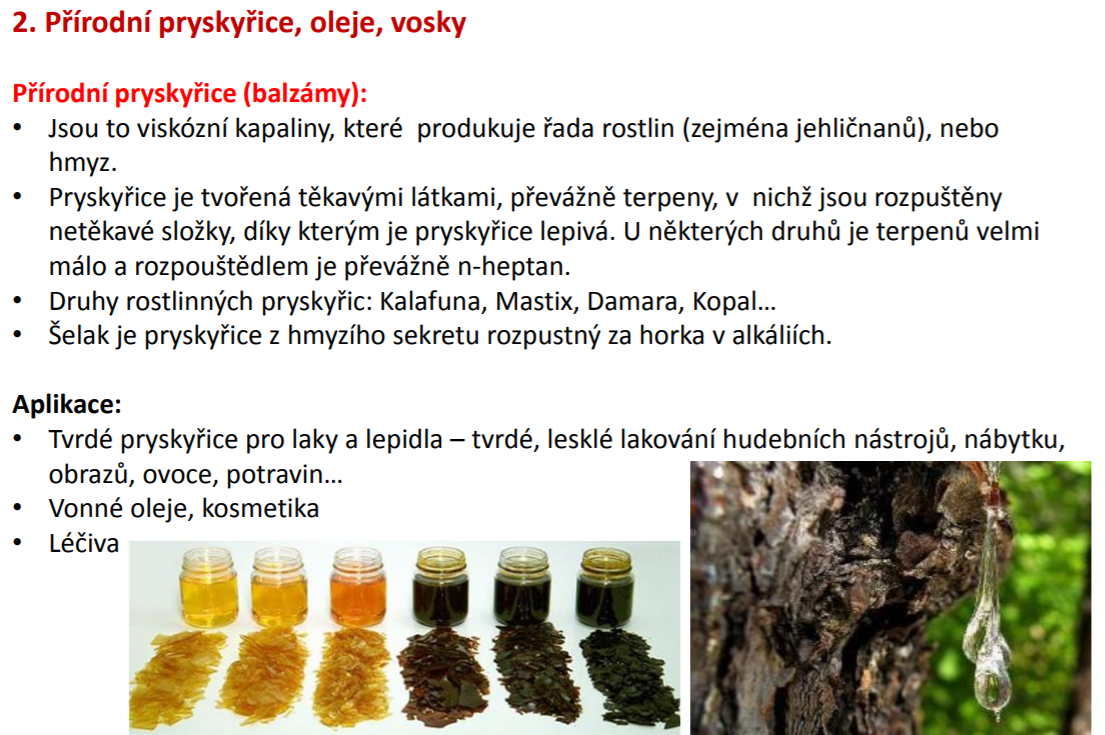 2. Přírodní pryskyřice, oleje, vosky
Přírodní pryskyřice (balzámy):
• Jsou to viskózní kapaliny, které  produkuje řada rostlin (zejména jehličnanů), nebo
hmyz.
• Pryskyřice je tvořená těkavými látkami, převážně terpeny, v  nichž jsou rozpuštěny
netěkavé složky, díky kterým je pryskyřice lepivá. U některých druhů je terpenů velmi
málo a rozpouštědlem je převážně n-heptan.
• Druhy rostlinných pryskyřic: Kalafuna, Mastix, Damara, Kopal…
• Šelak je pryskyřice z hmyzího sekretu rozpustný za horka v alkáliích.
Aplikace:
• Tvrdé pryskyřice pro laky a lepidla – tvrdé, lesklé lakování hudebních nástrojů, nábytku,
obrazů, ovoce, potravin…
• Vonné oleje, kosmetika
• Léčiva